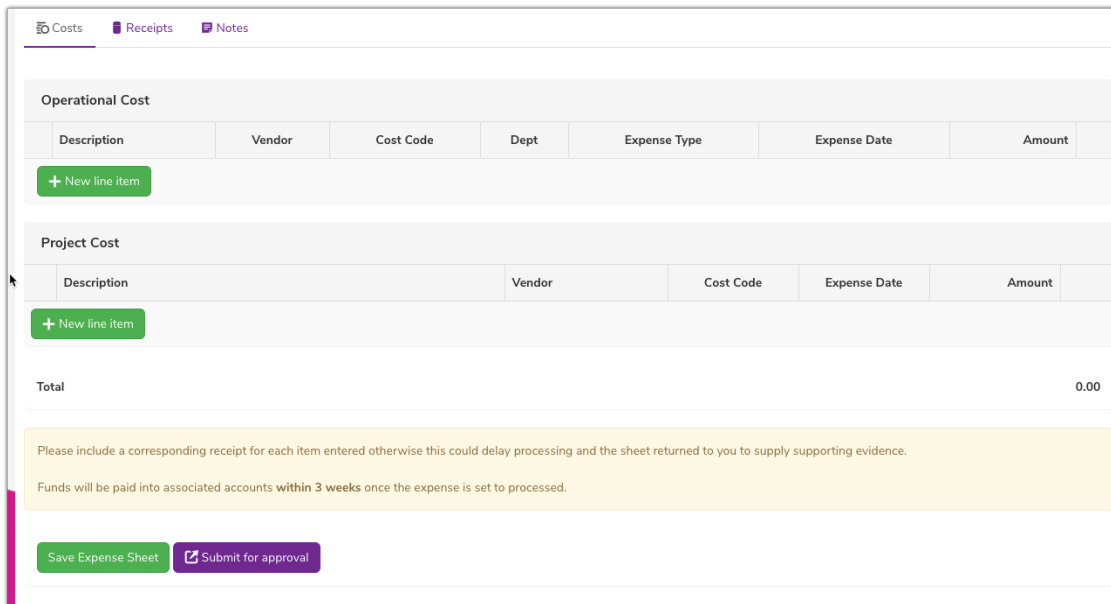 Costs Receipts Notes
Operational Cost
Description Vendor Cost Code Dept Expense Type Expense Date Amount
New line item
Project Cost
Description Vendor Cost Code Expense Date Amount
New line item
Total 0.00
Please include a corresponding receipt for each item entered otherwise this could delay processing and the sheet returned to you to supply supporting evidence.
Funds will be paid into associated accounts within 3 weeks once the expense is set to processed.
Save Expense Sheet Submit for approval